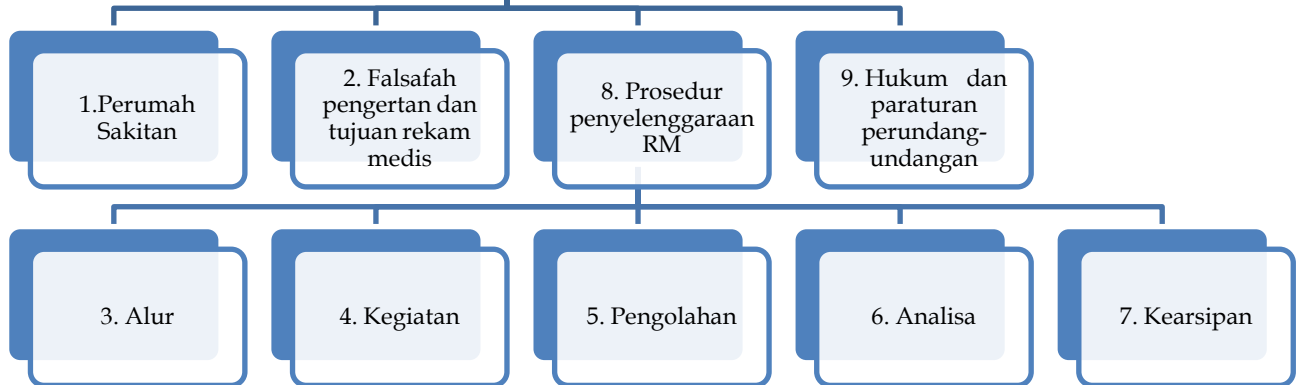 1.Perumah
Sakitan
2. Falsafah
pengertan dan
tujuan rekam
medis
8. Prosedur
penyelenggaraan
RM
9. Hukum dan
paraturan
perundang-
undangan
3. Alur
4. Kegiatan
5. Pengolahan
6. Analisa
7. Kearsipan